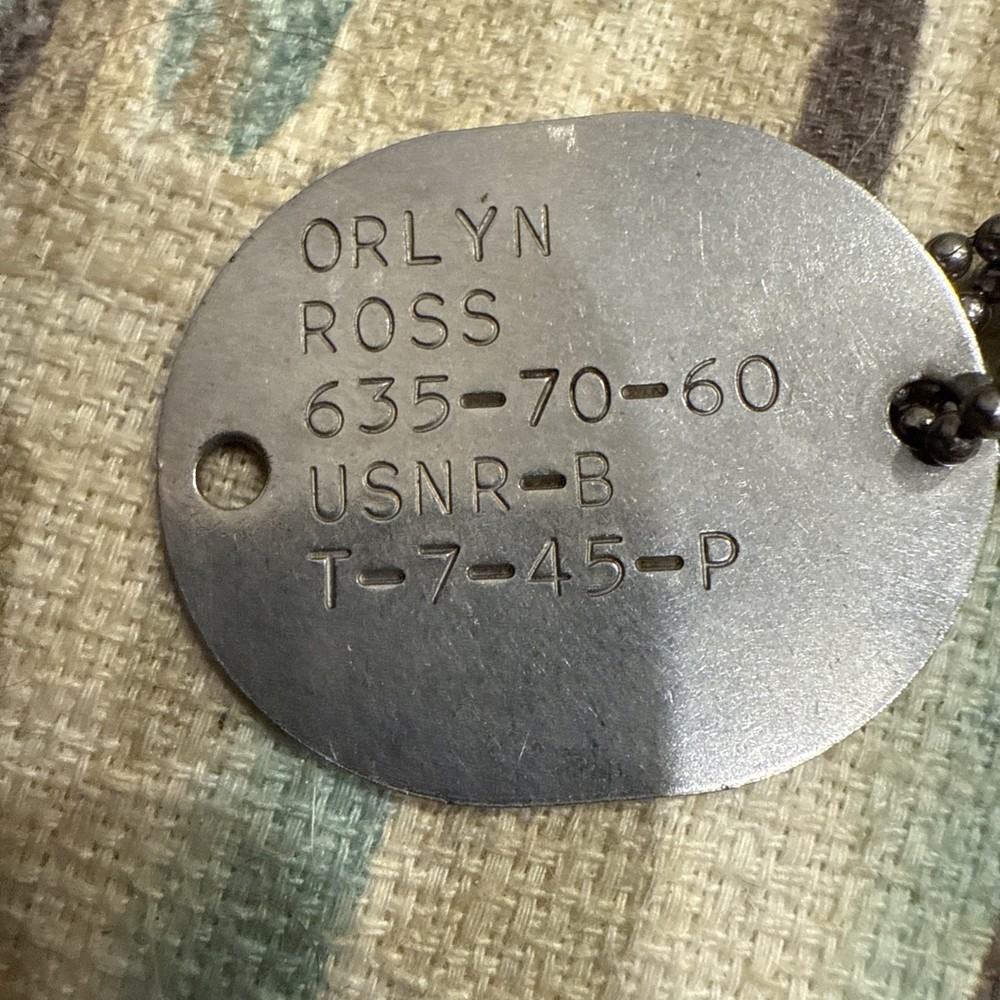 ORLYN
ROSS
635-70-60
USNR-B
T-7-45-P